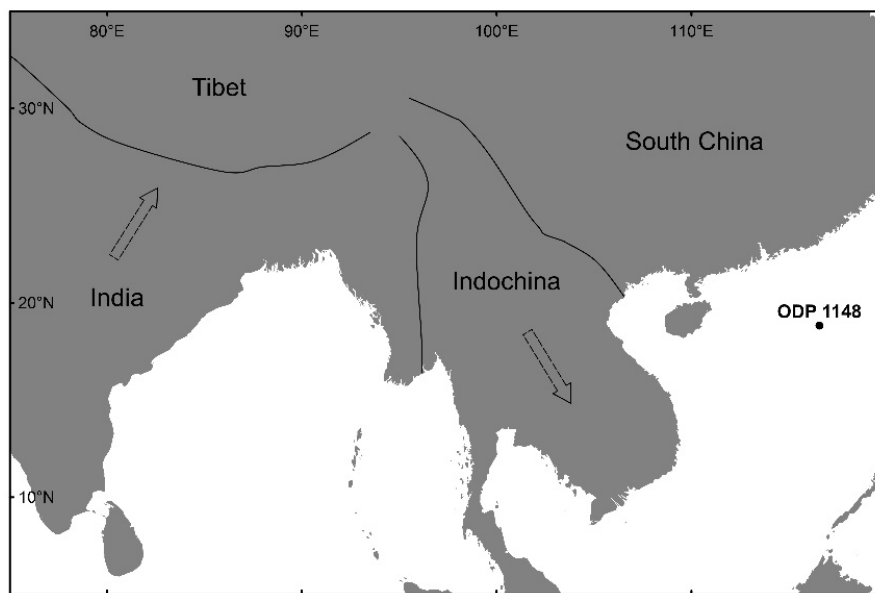 80°E 90°E 100°E 110°E
Tibet
30°N
South China
India
Indochina
20°N
ODP 1148
10°N